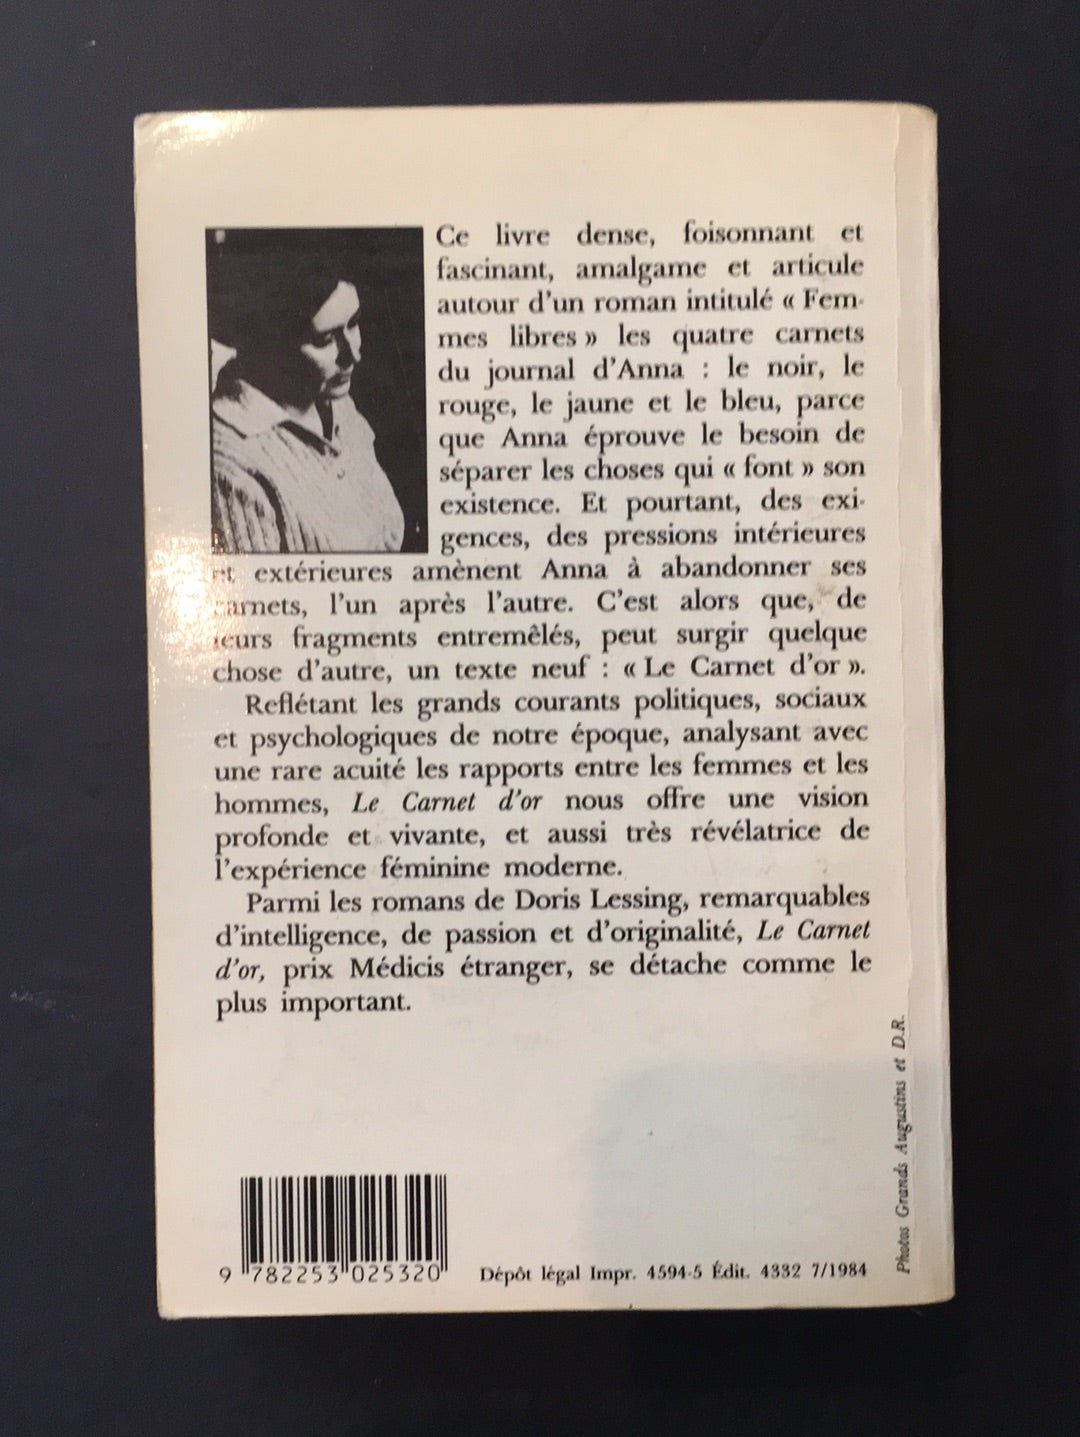 Ce livre dense, foisonnant et
fascinant, amalgame et articule
autour d'un roman intitulé « Fem-
mes libres » les quatre carnets
du journal d'Anna : le noir, le
rouge, le jaune et le bleu, parce
que Anna éprouve le besoin de
séparer les choses qui « font » son
existence. Et pourtant, des exi-
gences, des pressions intérieures
et extérieures amènent Anna à abandonner ses
carnets, l'un après l'autre. C'est alors que, de
leurs fragments entremêlés, peut surgir quelque
chose d'autre, un texte neuf : « Le Carnet d'or ».
Reflétant les grands courants politiques, sociaux
et psychologiques de notre époque, analysant avec
une rare acuité les rapports entre les femmes et les
hommes, Le Carnet d'or nous offre une vision
profonde et vivante, et aussi très révélatrice de
l'expérience féminine moderne.
Parmi les romans de Doris Lessing, remarquables
d'intelligence, de passion et d'originalité, Le Carnet
d'or, prix Médicis étranger, se détache comme le
plus important.
Photos Grands Augustins et D.R.
9 782253 025320
Dépôt légal Impr. 4594-5 Édit. 4332 7/1984